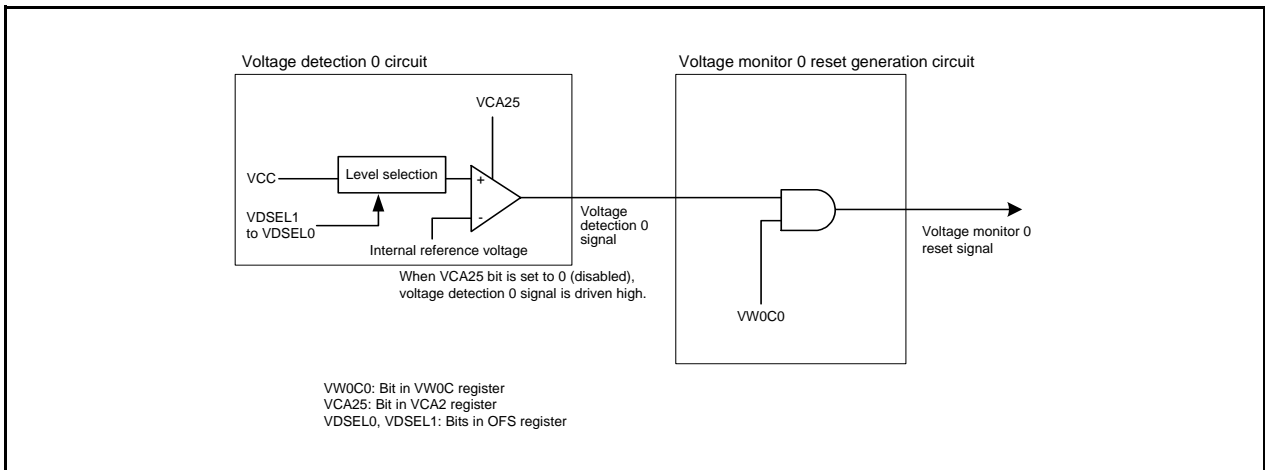 Voltage detection 0 circuit
Voltage monitor 0 reset generation circuit
VCA25
VCC
Level selection
+
-
VDSEL1
to VDSEL0
Internal reference voltage
Voltage
detection 0
signal
When VCA25 bit is set to 0 (disabled),
voltage detection 0 signal is driven high.
VW0C0
Voltage monitor 0
reset signal
VW0C0: Bit in VW0C register
VCA25: Bit in VCA2 register
VDSEL0, VDSEL1: Bits in OFS register